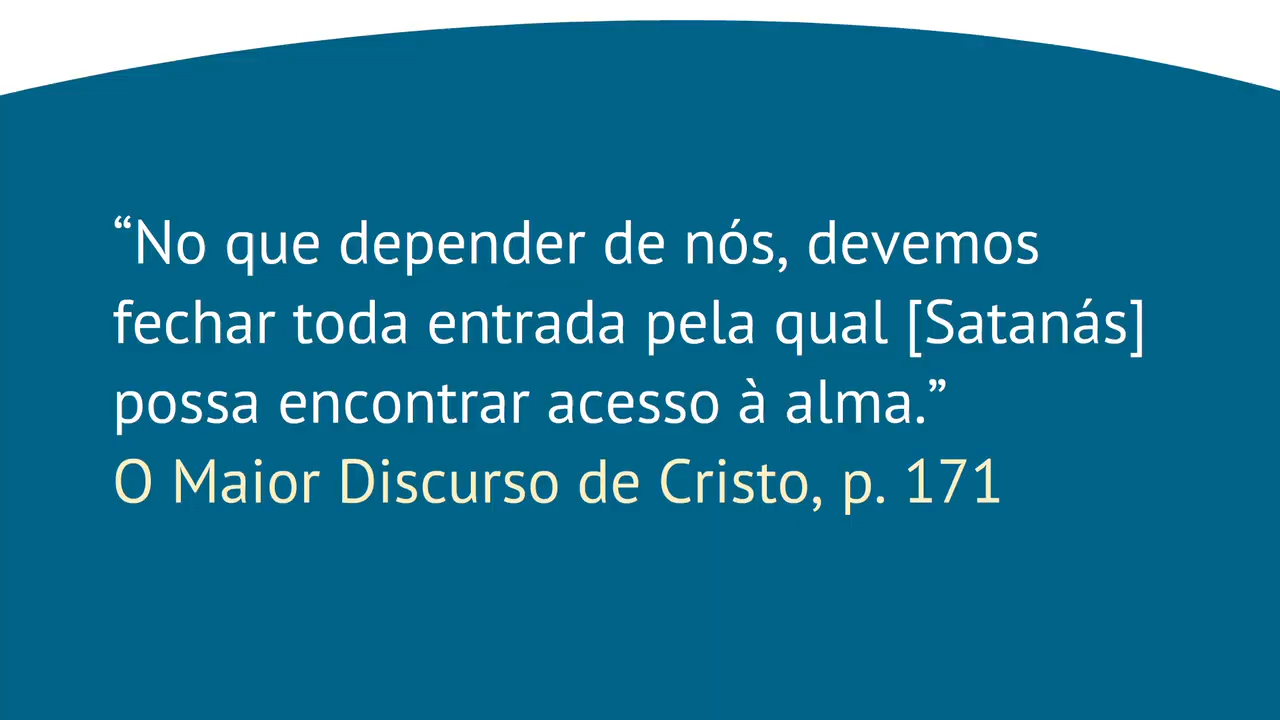 “No que depender de nós, devemos
fechar toda entrada pela qual [Satanás]
possa encontrar acesso à alma.”
O Maior Discurso de Cristo, p. 171